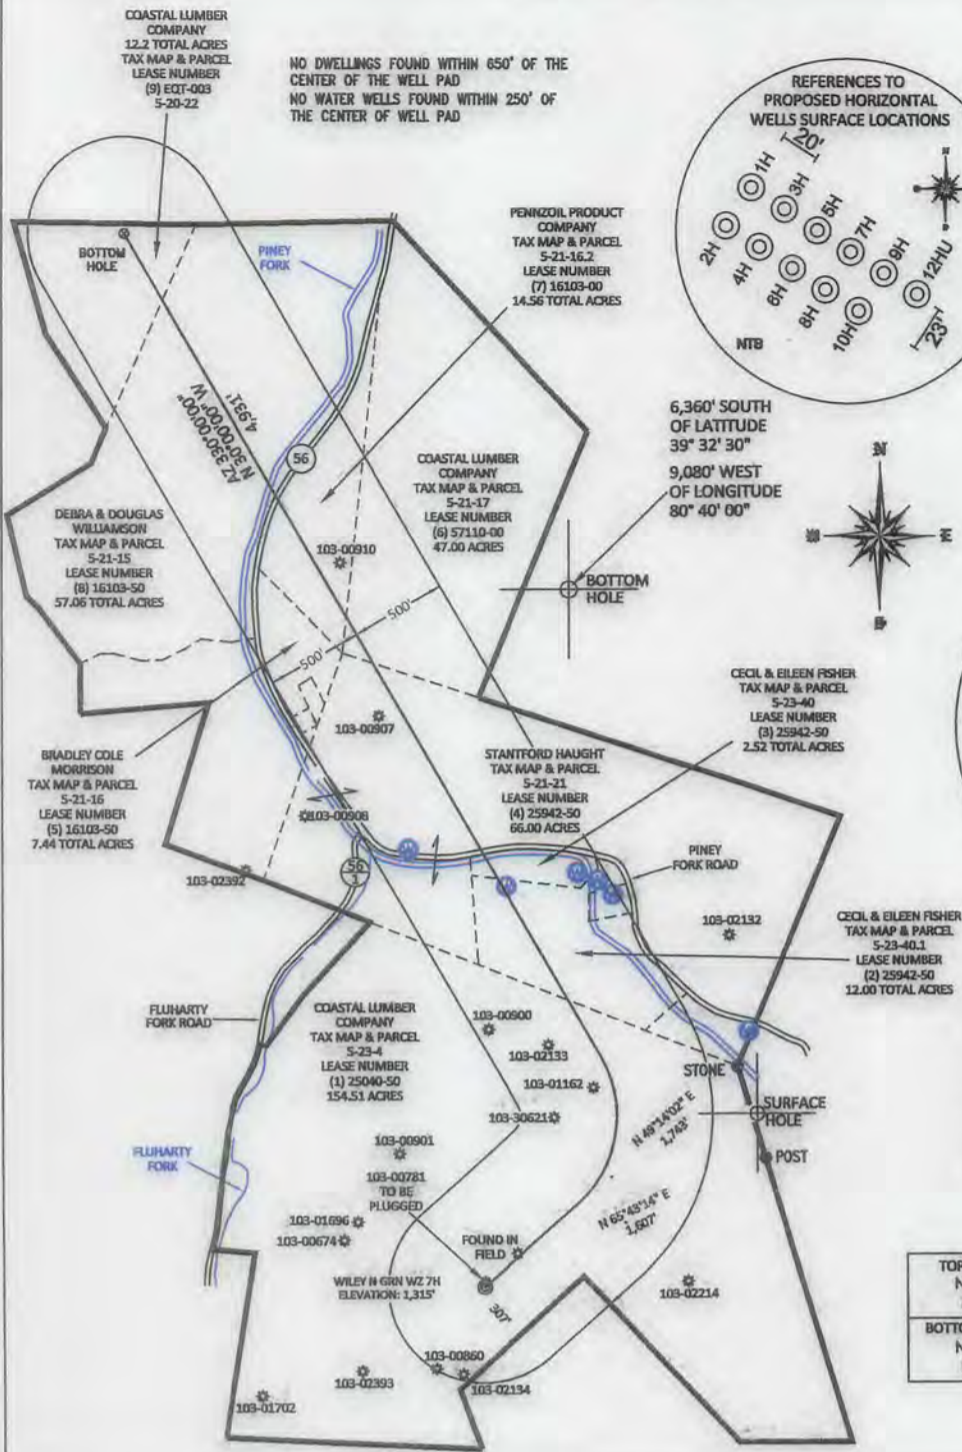 COASTAL LUMBER
COMPANY
12.2 TOTAL ACRES
TAX MAP & PARCEL
LEASE NUMBER
(9) EQT-003
5-20-22
NO DWELLINGS FOUND WITHIN 650' OF THE
CENTER OF THE WELL PAD
NO WATER WELLS FOUND WITHIN 250' OF
THE CENTER OF WELL PAD
REFERENCES TO
PROPOSED HORIZONTAL
WELLS SURFACE LOCATIONS
20'
1H
3H
5H
7H
9H
12HU
2H
4H
6H
8H
10H
23'
NTS
N
BOTTOM
HOLE
PINEY
FORK
PENNZOIL PRODUCT
COMPANY
TAX MAP & PARCEL
5-21-16.2
LEASE NUMBER
(7) 16103-00
14.56 TOTAL ACRES
AZ 330°00'00"
N 30°00'00" W
4,931'
56
6,360' SOUTH
OF LATITUDE
39° 32' 30"
9,080' WEST
OF LONGITUDE
80° 40' 00"
COASTAL LUMBER
COMPANY
TAX MAP & PARCEL
5-21-17
LEASE NUMBER
(6) 57110-00
47.00 ACRES
N
E
S
DEBRA & DOUGLAS
WILLIAMSON
TAX MAP & PARCEL
5-21-15
LEASE NUMBER
(8) 16103-50
57.06 TOTAL ACRES
103-00910
BOTTOM
HOLE
500'
500'
103-00907
CECIL & EILEEN FISHER
TAX MAP & PARCEL
5-23-40
LEASE NUMBER
(3) 25942-50
2.52 TOTAL ACRES
BRADLEY COLE
MORRISON
TAX MAP & PARCEL
5-21-16
LEASE NUMBER
(5) 16103-50
7.44 TOTAL ACRES
STANTFORD HAUGHT
TAX MAP & PARCEL
5-21-21
LEASE NUMBER
(4) 25942-50
66.00 ACRES
103-00908
56
1
103-02392
PINEY
FORK ROAD
103-02132
CECIL & EILEEN FISHER
TAX MAP & PARCEL
5-23-40.1
LEASE NUMBER
(2) 25942-50
12.00 TOTAL ACRES
FLUHARTY
FORK ROAD
COASTAL LUMBER
COMPANY
TAX MAP & PARCEL
5-23-4
LEASE NUMBER
(1) 25040-50
154.51 ACRES
103-00900
103-02133
103-01162
103-30621
STONE
SURFACE
HOLE
POST
N 49°14'02" E
1,743'
N 65°43'14" E
1,607'
FLUHARTY
FORK
103-00901
103-00781
TO BE
PLUGGED
103-01696
103-00674
FOUND IN
FIELD
WILEY N GRN WZ 7H
ELEVATION: 1,315'
307'
103-02214
103-00860
103-02134
103-02393
103-01702
TOP
BOTTO